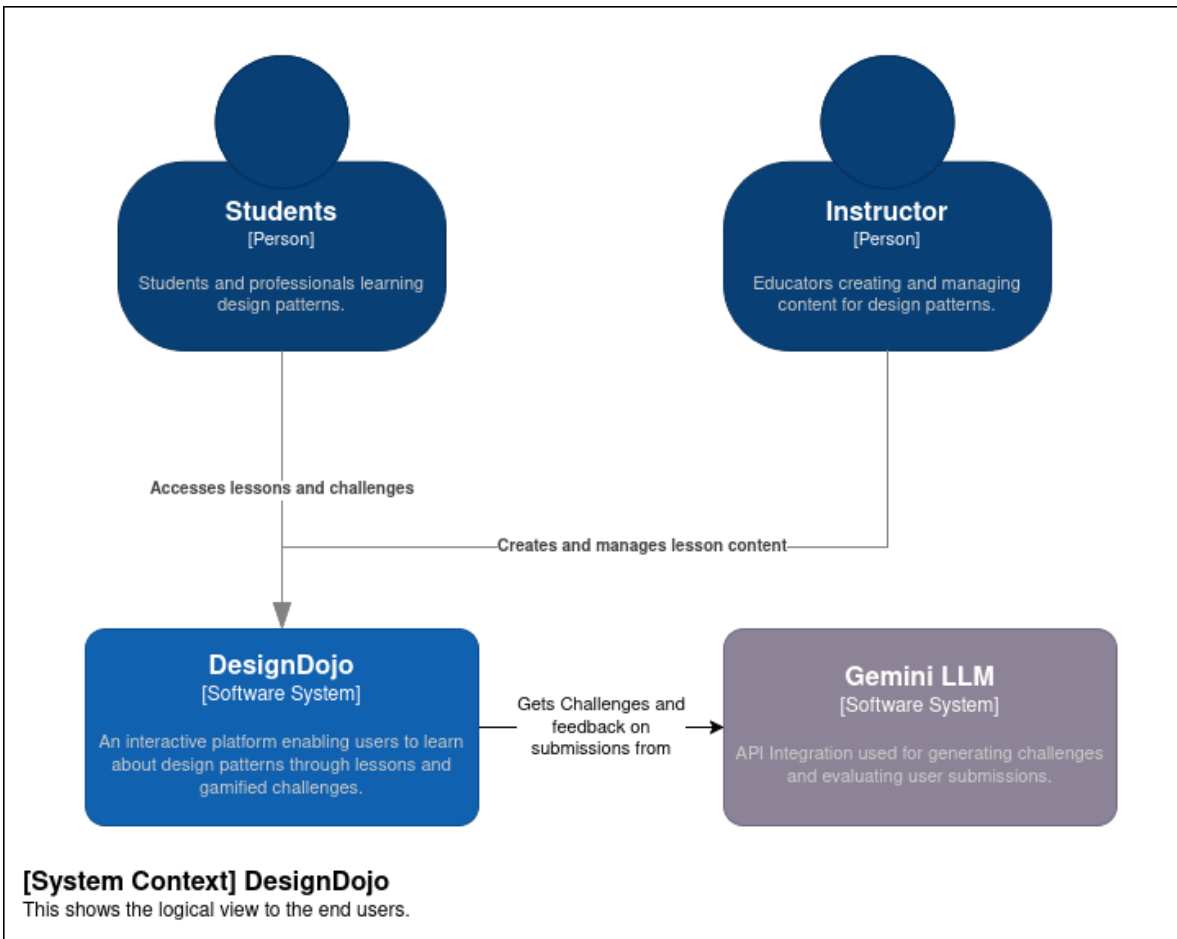 Students
[Person]
Students and professionals learning
design patterns.
Instructor
[Person]
Educators creating and managing
content for design patterns.
Accesses lessons and challenges
Creates and manages lesson content
DesignDojo
[Software System]
An interactive platform enabling users to learn
about design patterns through lessons and
gamified challenges.
Gets Challenges and
feedback on
submissions from
Gemini LLM
[Software System]
API Integration used for generating challenges
and evaluating user submissions.
[System Context] DesignDojo
This shows the logical view to the end users.